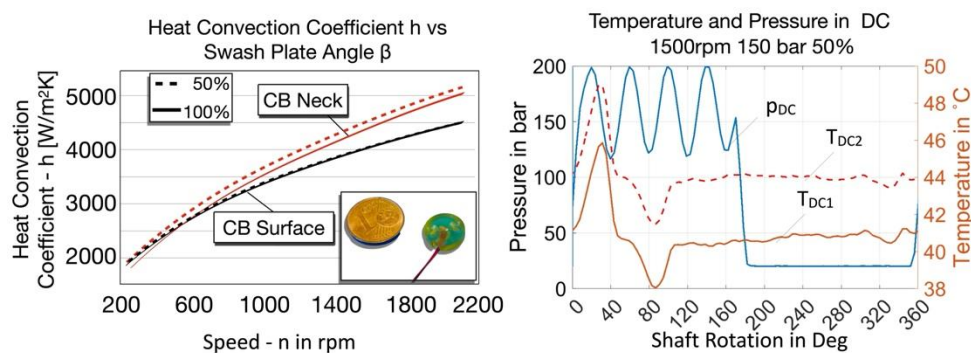 Heat Convection Coefficient h vs
Swash Plate Angle β
Heat Convection
Coefficient - h [W/m²K]
5000
4000
3000
2000
50%
100%
CB Neck
CB Surface
200
600
1000
1400
1800
2200
Speed - n in rpm
Temperature and Pressure in DC
1500rpm 150 bar 50%
Pressure in bar
200
150
100
50
0
pDC
TDC2
TDC1
50
48
46
44
42
40
38
Temperature in °C
0
40
80
120
160
200
240
280
320
360
Shaft Rotation in Deg